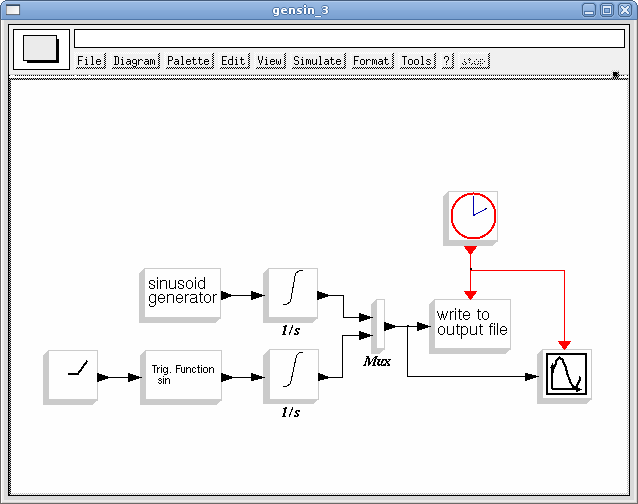 gensin_3
File Diagram Palette Edit View Simulate Format Tools ? stop
sinusoid
generator
1/s
write to
output file
Mux
Trig. Function
sin
1/s